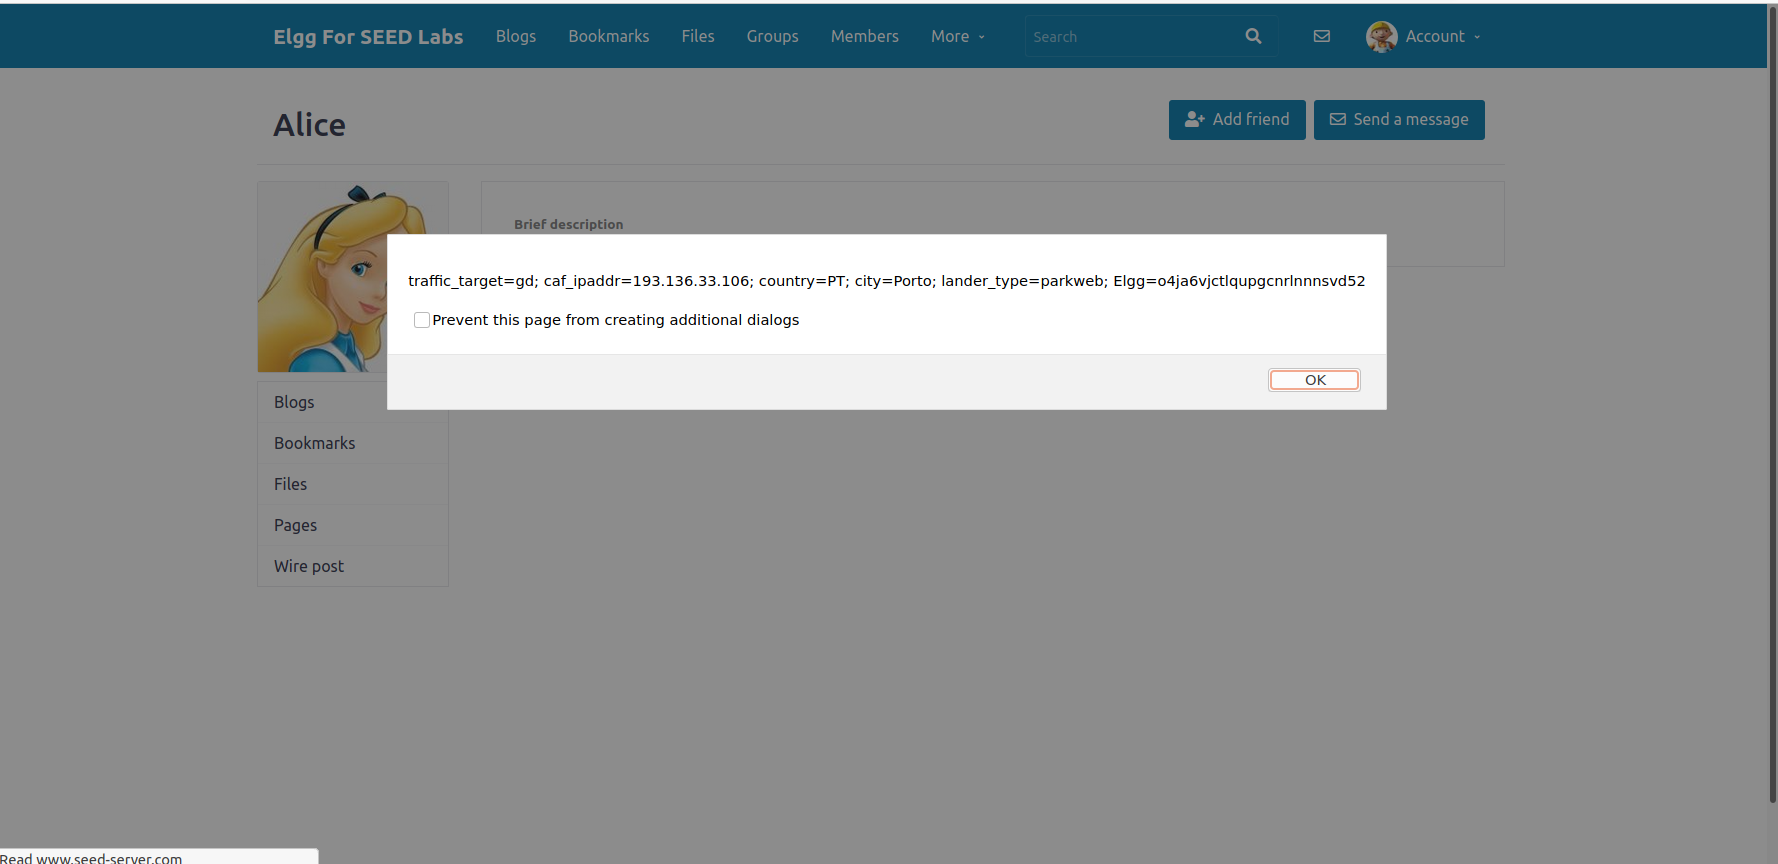 Elgg For SEED Labs Blogs Bookmarks Files Groups Members More Search Account
Alice
Add friend Send a message
Brief description
traffic_target=gd; caf_ipaddr=193.136.33.106; country=PT; city=Porto; lander_type=parkweb; Elgg=o4ja6vjctlqupgcnrlnnnsvd52
Prevent this page from creating additional dialogs
OK
Blogs
Bookmarks
Files
Pages
Wire post
Read www.seed-server.com